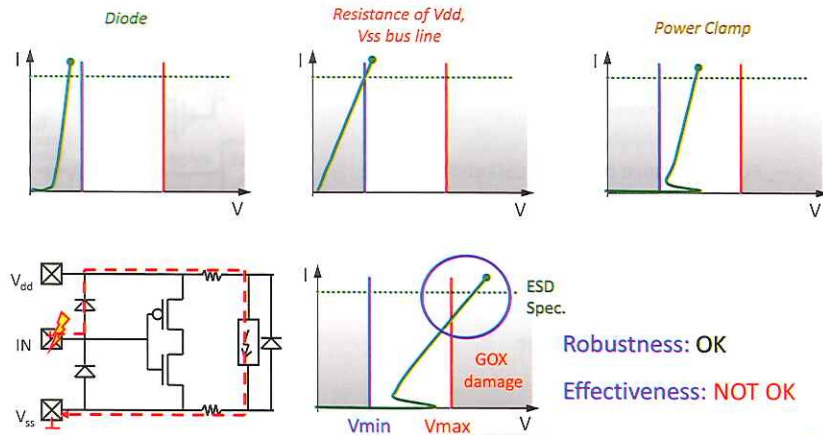 Diode
Resistance of Vdd,
Vss bus line
Power Clamp
I
V
I
V
I
V
Vdd
IN
Vss
I
ESD
Spec.
GOX
damage
Vmin
Vmax
V
Robustness: OK
Effectiveness: NOT OK